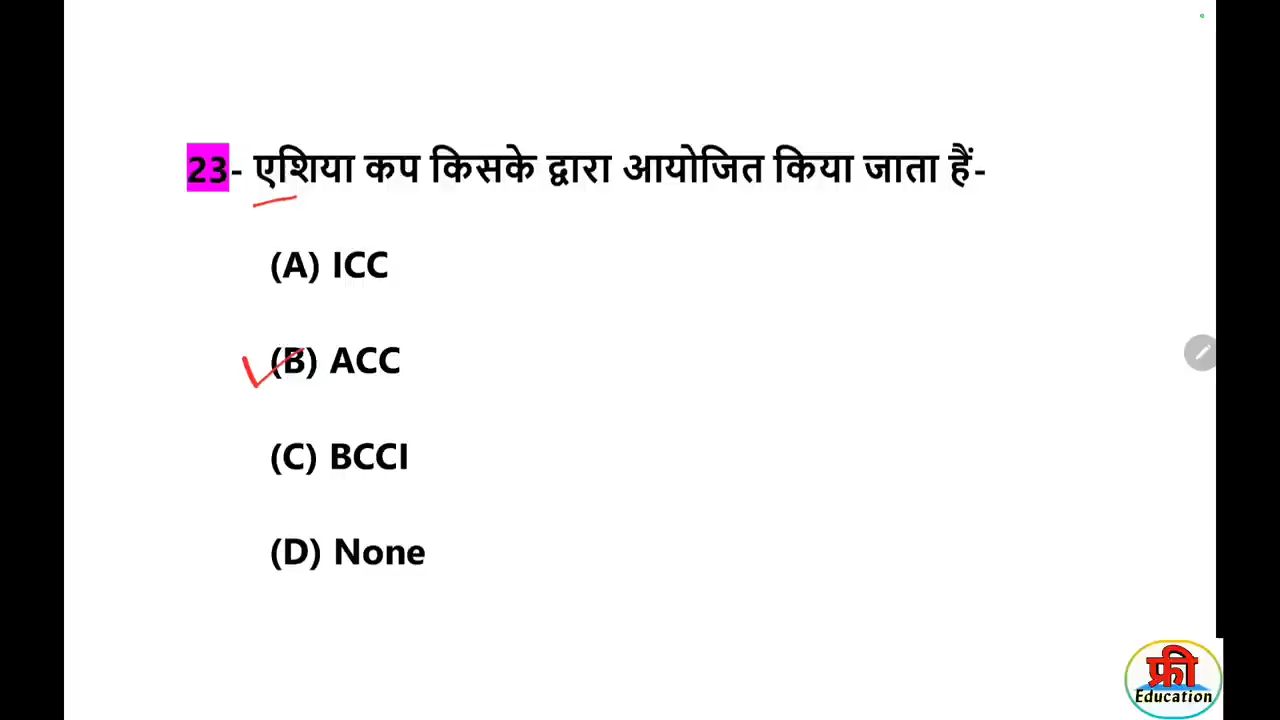 23- एशिया कप किसके द्वारा आयोजित किया जाता हैं-
(A) ICC
(B) ACC
(C) BCCI
(D) None
फ्री
Education